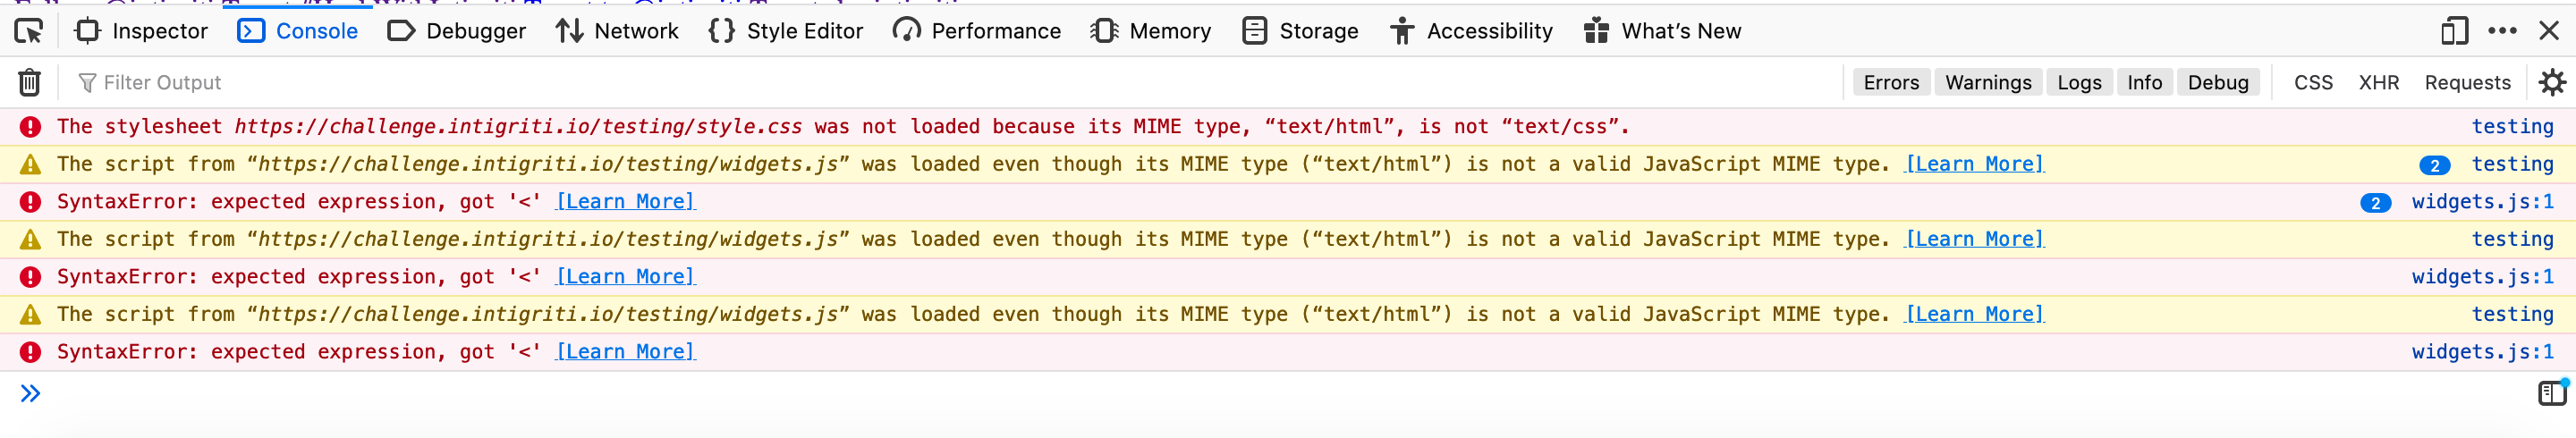 Inspector Console Debugger Network Style Editor Performance Memory Storage Accessibility What’s New
Filter Output Errors Warnings Logs Info Debug CSS XHR Requests
The stylesheet https://challenge.intigriti.io/testing/style.css was not loaded because its MIME type, “text/html”, is not “text/css”. testing
The script from “https://challenge.intigriti.io/testing/widgets.js” was loaded even though its MIME type (“text/html”) is not a valid JavaScript MIME type. [Learn More] 2 testing
SyntaxError: expected expression, got '<' [Learn More] 2 widgets.js:1
The script from “https://challenge.intigriti.io/testing/widgets.js” was loaded even though its MIME type (“text/html”) is not a valid JavaScript MIME type. [Learn More] testing
SyntaxError: expected expression, got '<' [Learn More] widgets.js:1
The script from “https://challenge.intigriti.io/testing/widgets.js” was loaded even though its MIME type (“text/html”) is not a valid JavaScript MIME type. [Learn More] testing
SyntaxError: expected expression, got '<' [Learn More] widgets.js:1